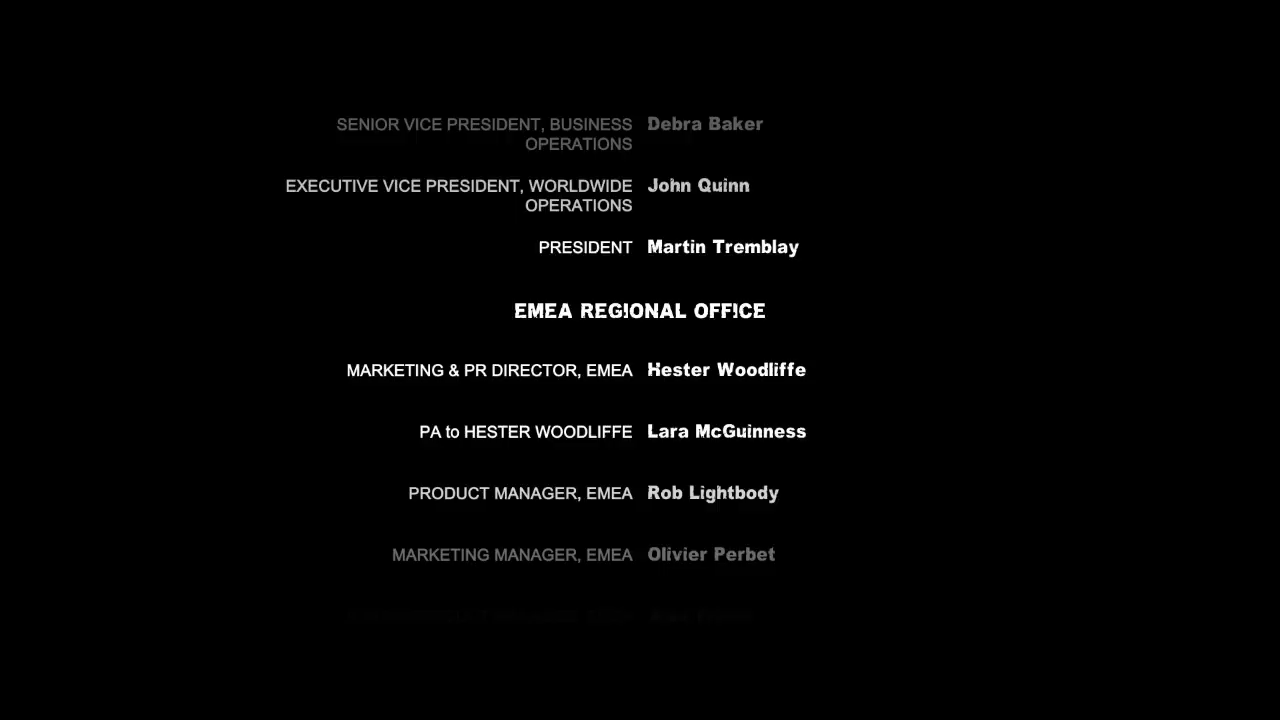 SENIOR VICE PRESIDENT, BUSINESS Debra Baker
OPERATIONS
EXECUTIVE VICE PRESIDENT, WORLDWIDE John Quinn
OPERATIONS
PRESIDENT Martin Tremblay
EMEA REGIONAL OFFICE
MARKETING & PR DIRECTOR, EMEA Hester Woodliffe
PA to HESTER WOODLIFFE Lara McGuinness
PRODUCT MANAGER, EMEA Rob Lightbody
MARKETING MANAGER, EMEA Olivier Perbet